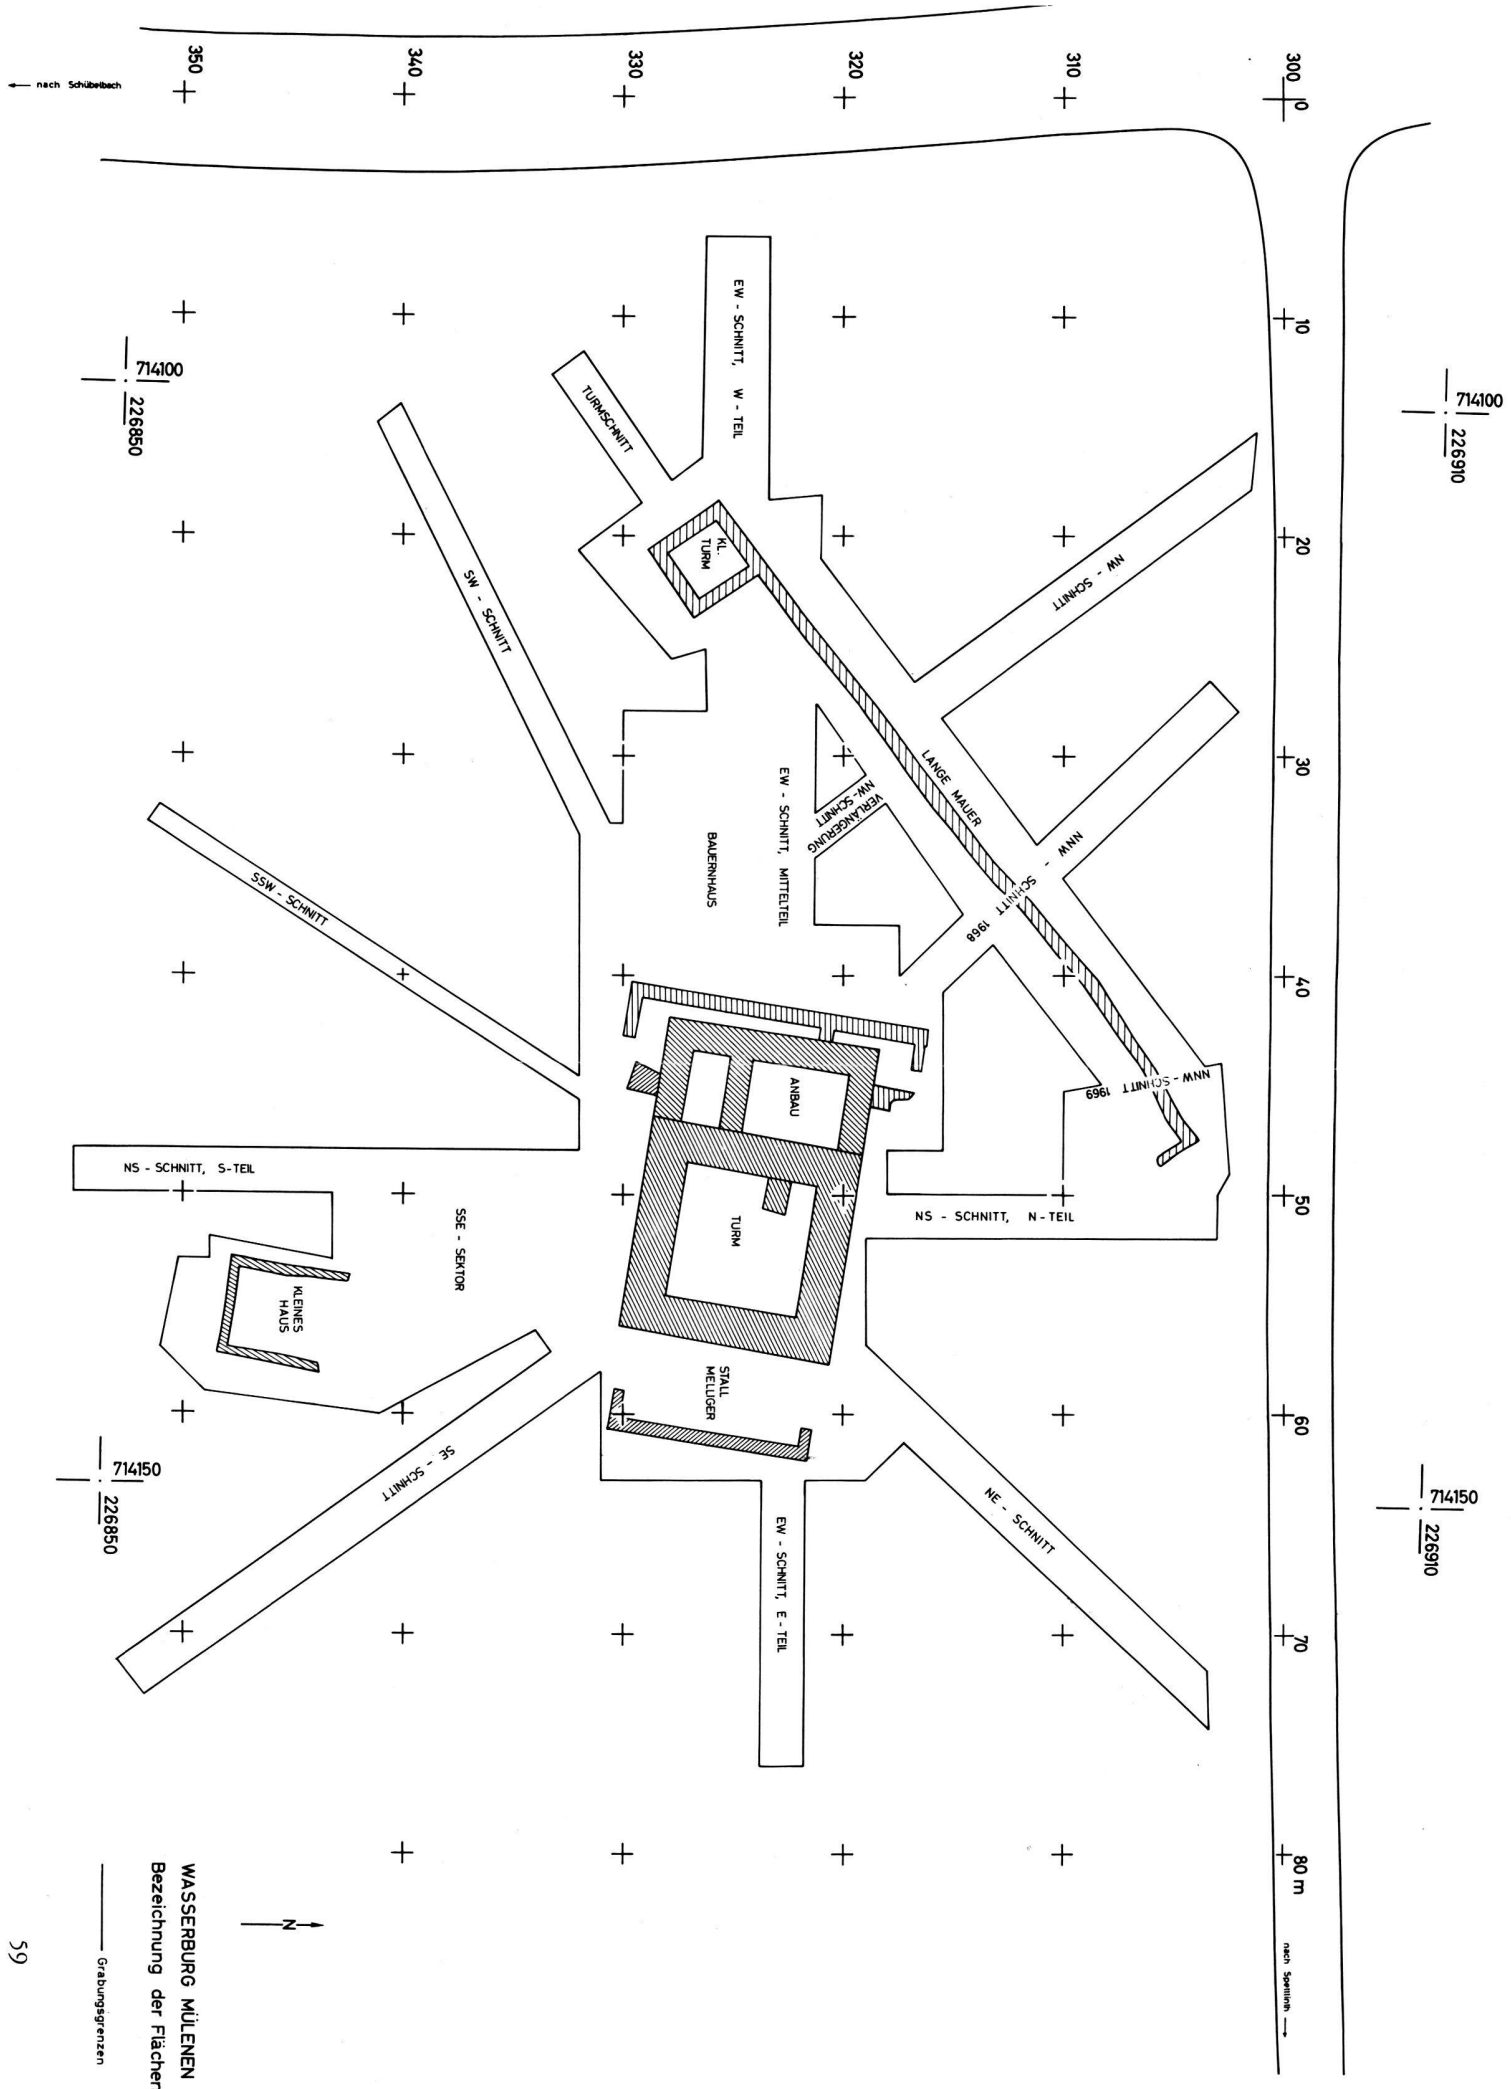 WASSERBURG MÜLENEN
Bezeichnung der Flächen
Grabungsgrenzen
N
59
nach Schübelbach
350
340
330
320
310
300
0
10
20
30
40
50
60
70
80 m
714100
226850
714100
226910
714150
226850
714150
226910
EW - SCHNITT, W - TEIL
TURMSCHNITT
SW - SCHNITT
SSW - SCHNITT
KL.
TURM
NW - SCHNITT
LANGE MAUER
NNW - SCHNITT 1968
VERLÄNGERUNG
NW - SCHNITT
EW - SCHNITT, MITTELTEIL
BAUERNHAUS
NNW - SCHNITT 1969
ANBAU
TURM
NS - SCHNITT, S-TEIL
NS - SCHNITT, N-TEIL
SSE - SEKTOR
KLEINES
HAUS
STALL
MELLIGER
SE - SCHNITT
NE - SCHNITT
EW - SCHNITT, E-TEIL